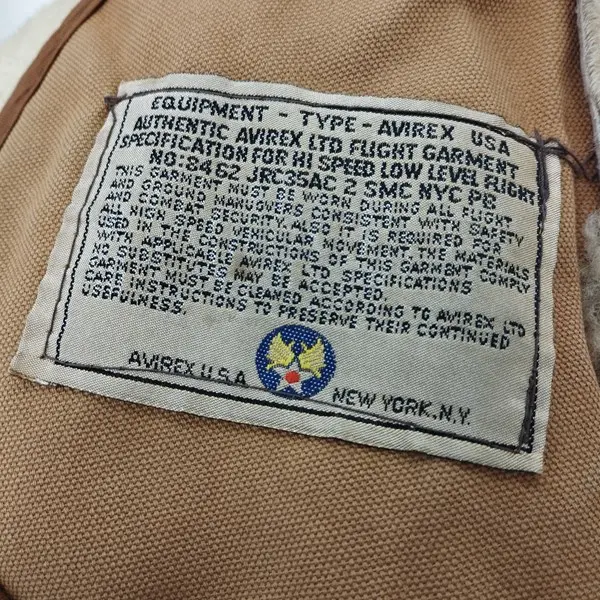 EQUIPMENT - TYPE - AVIREX USA
AUTHENTIC AVIREX LTD FLIGHT GARMENT
SPECIFICATION FOR HI SPEED LOW LEVEL FLIGHT
NO: 8462 JRC35AC 2 SMC NYC PB
THIS GARMENT MUST BE WORN DURING ALL FLIGHT
AND GROUND MANUOVERS CONSISTENT WITH SAFETY
AND COMBAT SECURITY. ALSO IT IS REQUIRED FOR
ALL HIGH SPEED VEHICULAR MOVEMENT. THE MATERIALS
USED IN THE CONSTRUCTIONS OF THIS GARMENT COMPLY
WITH APPLICABLE AVIREX LTD SPECIFICATIONS
NO SUBSTITUTES MAY BE ACCEPTED.
GARMENT MUST BE CLEANED ACCORDING TO AVIREX LTD
CARE INSTRUCTIONS TO PRESERVE THEIR CONTINUED
USEFULNESS.
AVIREX U.S.A NEW YORK. N.Y.